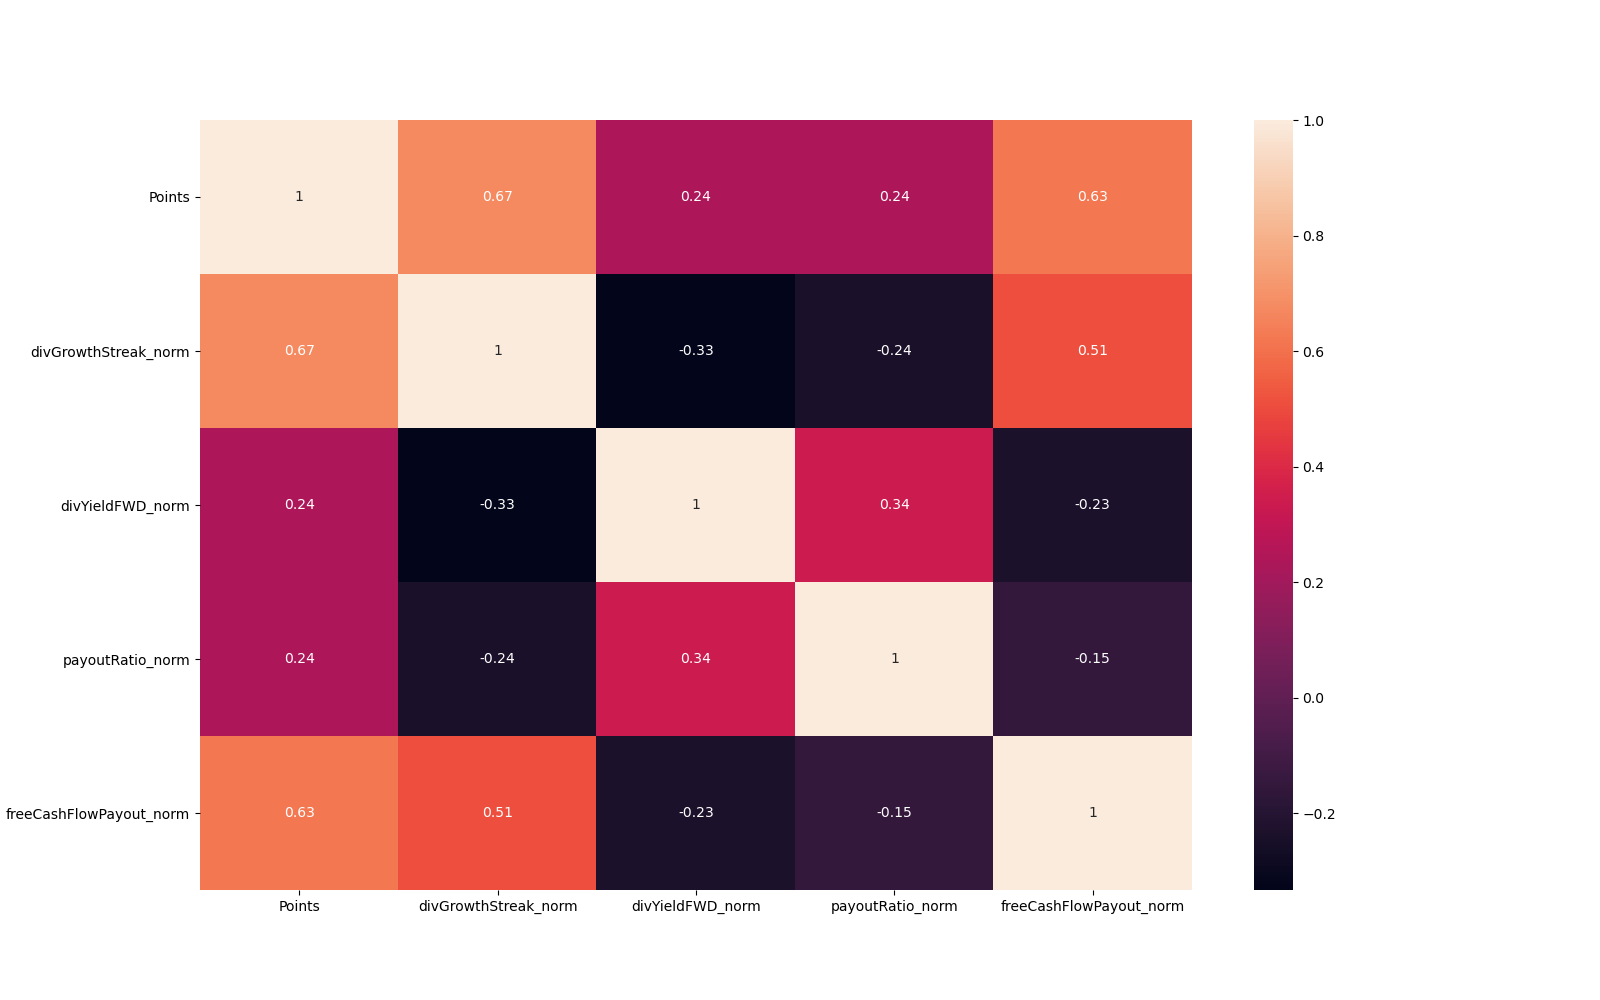 Points 1 0.67 0.24 0.24 0.63
divGrowthStreak_norm 0.67 1 -0.33 -0.24 0.51
divYieldFWD_norm 0.24 -0.33 1 0.34 -0.23
payoutRatio_norm 0.24 -0.24 0.34 1 -0.15
freeCashFlowPayout_norm 0.63 0.51 -0.23 -0.15 1
Points divGrowthStreak_norm divYieldFWD_norm payoutRatio_norm freeCashFlowPayout_norm
1.0
0.8
0.6
0.4
0.2
0.0
−0.2